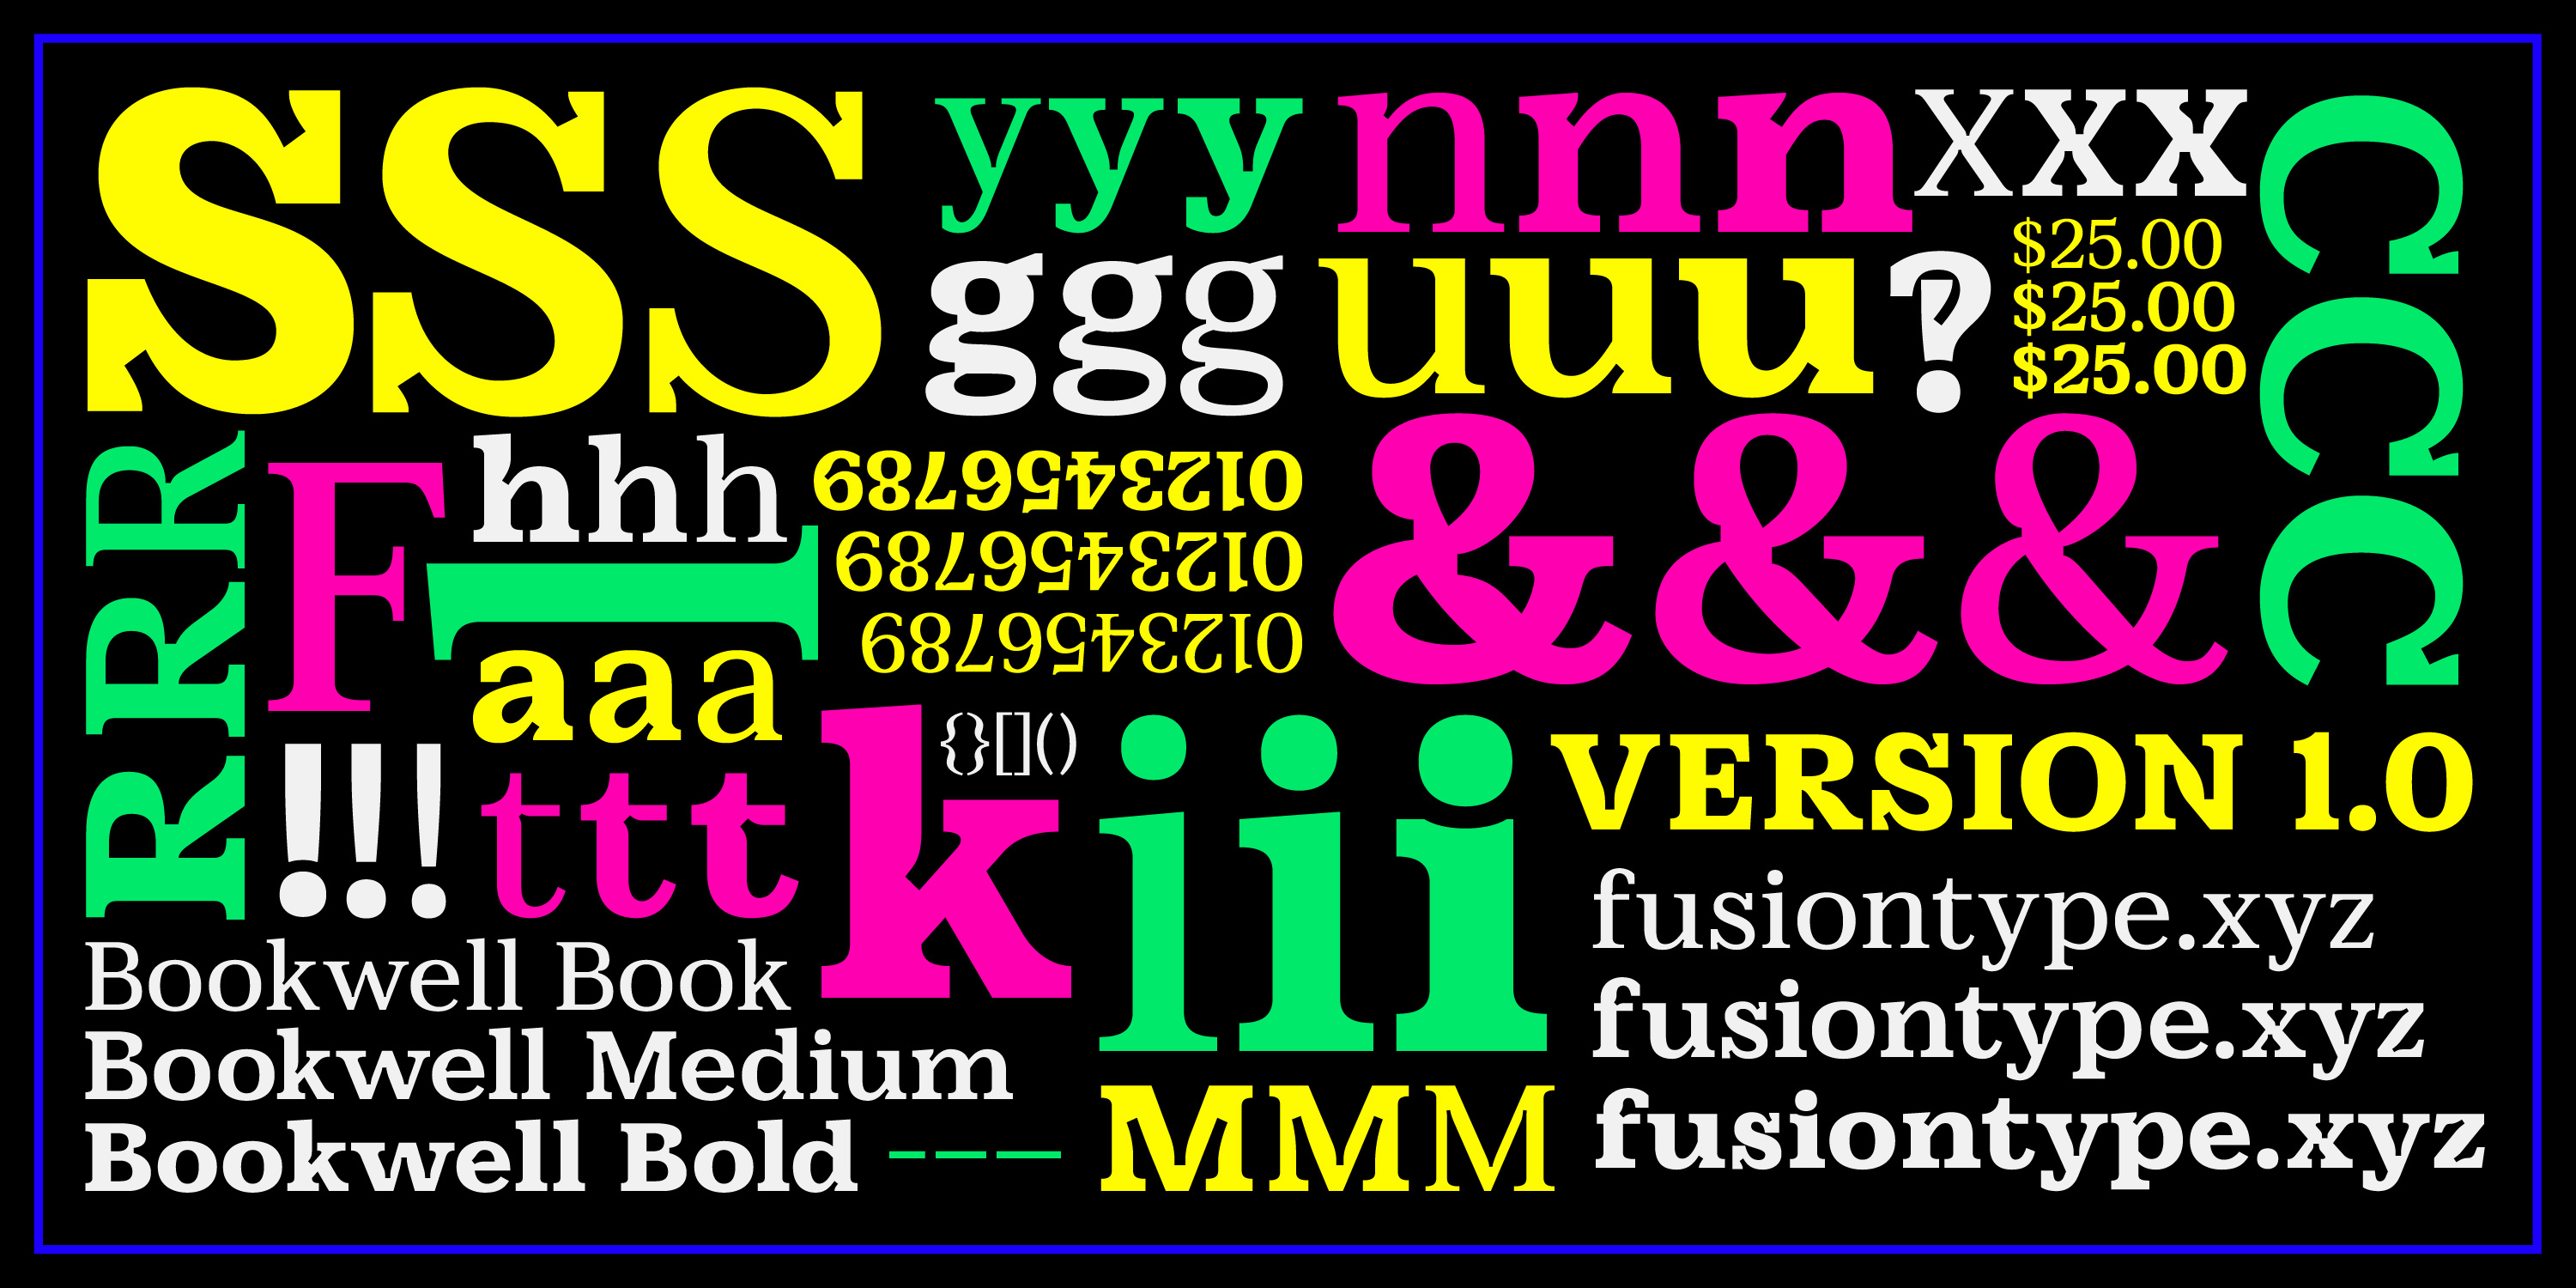 SSS
yyy
nnn
xxx
CCC
ggg
uuu
?
$25.00
$25.00
$25.00
RRR
F
hhh
l
aaa
0123456789
0123456789
0123456789
&&&
!!!
ttt
k
{}[]()
iii
VERSION 1.0
fusiontype.xyz
fusiontype.xyz
fusiontype.xyz
Bookwell Book
Bookwell Medium
Bookwell Bold
–––
MMM